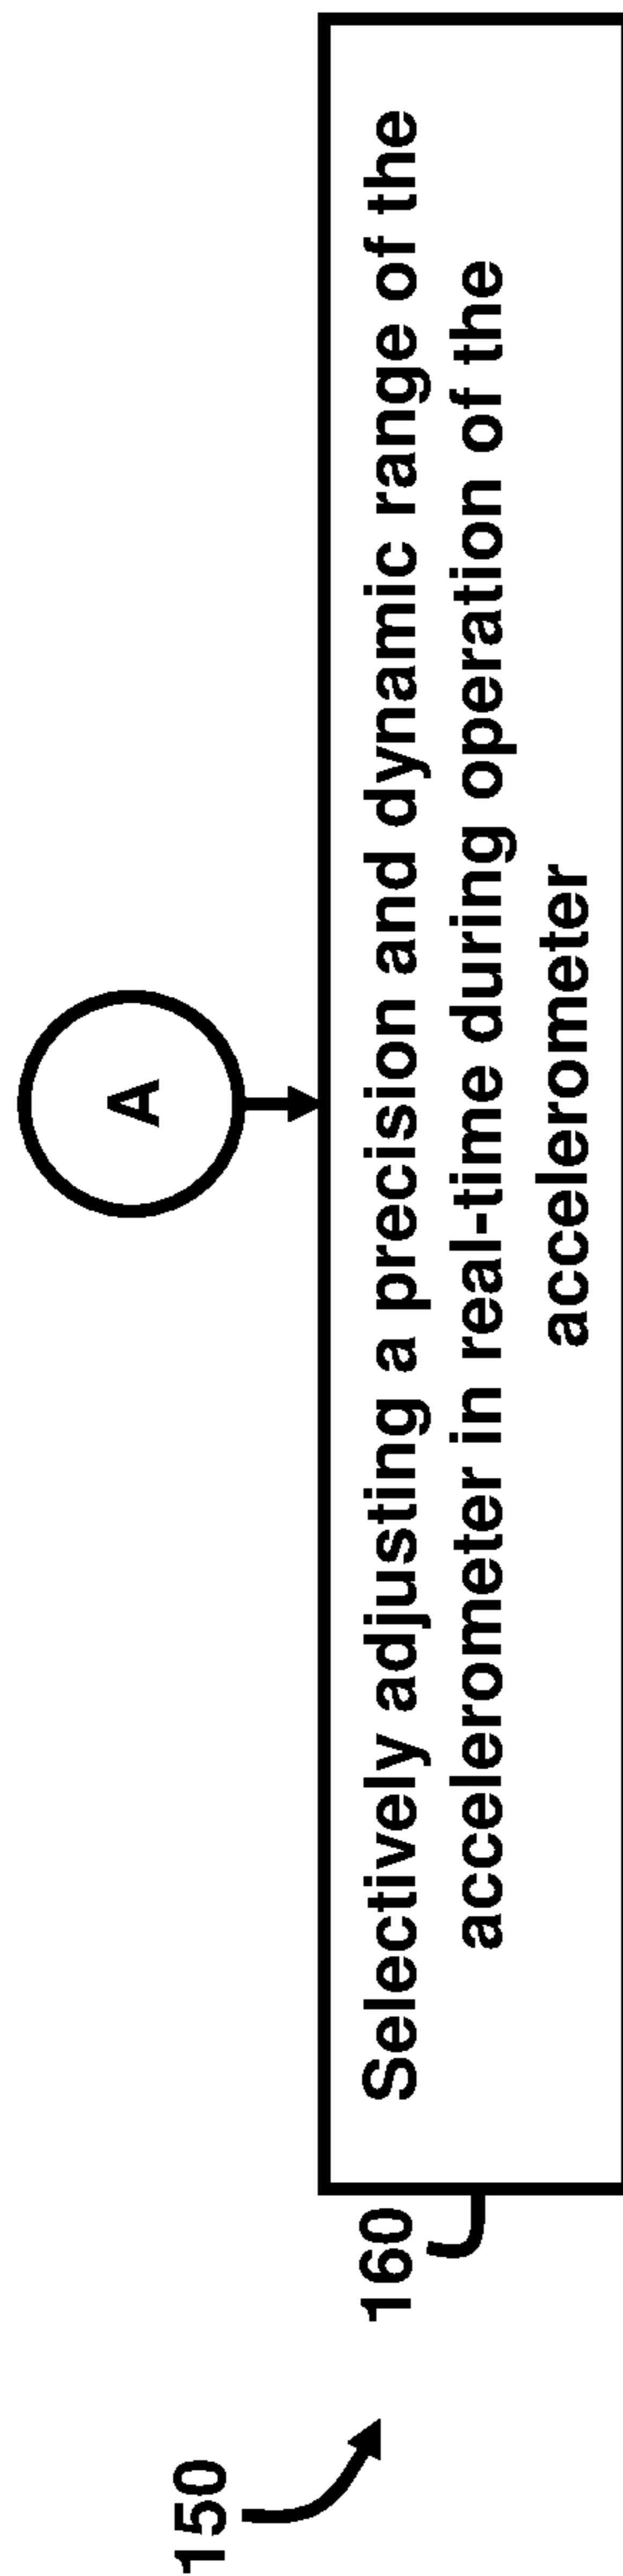 A
Selectively adjusting a precision and dynamic range of the
accelerometer in real-time during operation of the
accelerometer
160
150